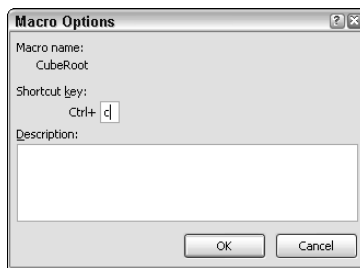 Macro Options
Macro name:
CubeRoot
Shortcut key:
Ctrl+ c
Description:
OK Cancel